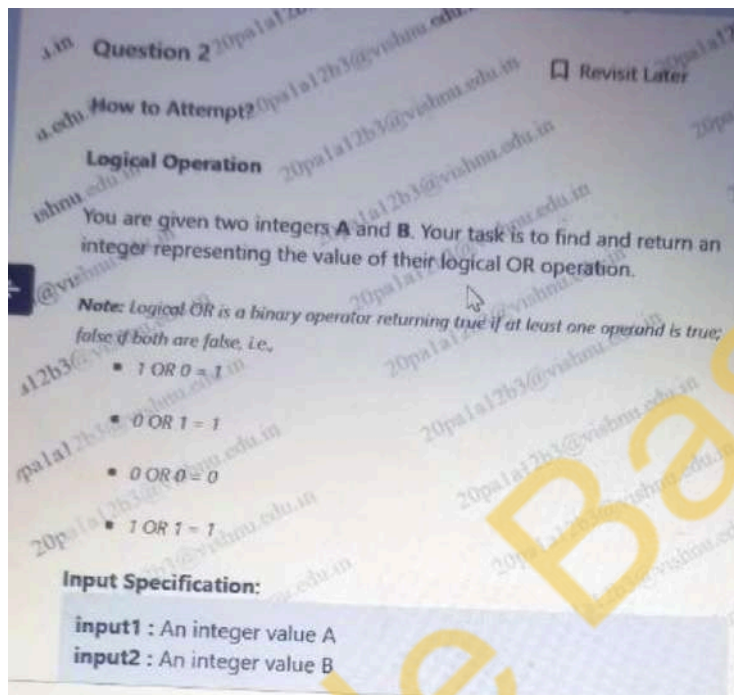 Question 2
Revisit Later
How to Attempt?
Logical Operation
You are given two integers A and B. Your task is to find and return an
integer representing the value of their logical OR operation.
Note: Logical OR is a binary operator returning true if at least one operand is true;
false if both are false, i.e.,
1 OR 0 = 1
0 OR 1 = 1
0 OR 0 = 0
1 OR 1 = 1
Input Specification:
input1 : An integer value A
input2 : An integer value B
20pa1a12b3@vishnu.edu.in